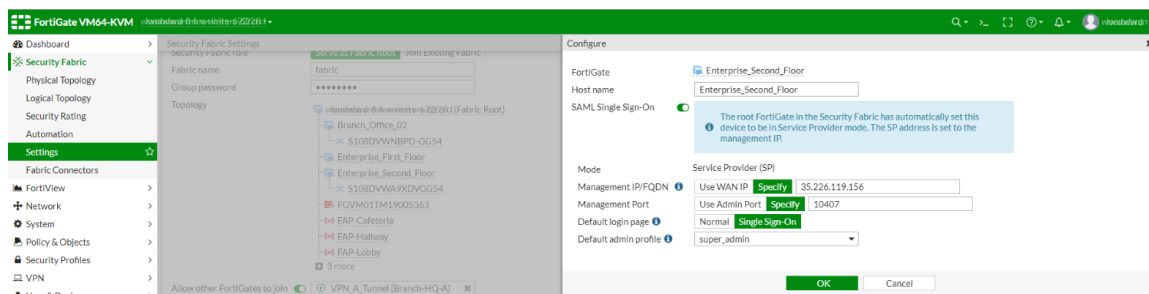 FortiGate VM64-KVM
Dashboard
Security Fabric
Physical Topology
Logical Topology
Security Rating
Automation
Settings
Fabric Connectors
FortiView
Network
System
Policy & Objects
Security Profiles
VPN
Security Fabric Settings
Security Fabric role Serve as Fabric Root Join Existing Fabric
Fabric name fabric
Group password ••••••••
Topology
(Fabric Root)
Branch_Office_02
S108DVWNBPD-GG54
Enterprise_First_Floor
Enterprise_Second_Floor
S108DVWA9XDVGG54
FGVM01TM19005363
FAP-Cafeteria
FAP-Hallway
FAP-Lobby
3 more
Allow other FortiGates to join VPN_A_Tunnel (Branch-HQ-A)
Configure
FortiGate Enterprise_Second_Floor
Host name Enterprise_Second_Floor
SAML Single Sign-On
The root FortiGate in the Security Fabric has automatically set this
device to be in Service Provider mode. The SP address is set to the
management IP.
Mode Service Provider (SP)
Management IP/FQDN Use WAN IP Specify 35.226.119.156
Management Port Use Admin Port Specify 10407
Default login page Normal Single Sign-On
Default admin profile super_admin
OK Cancel